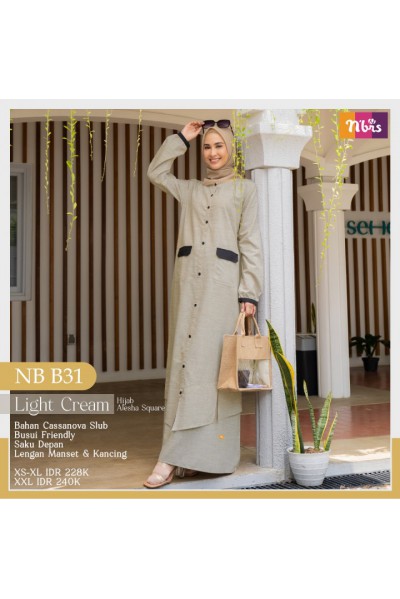 Nbrs
NB B31
Light Cream
Hijab
Alesha Square
Bahan Cassanova Slub
Busui Friendly
Saku Depan
Lengan Manset & Kancing
XS-XL IDR 228K
XXL IDR 240K